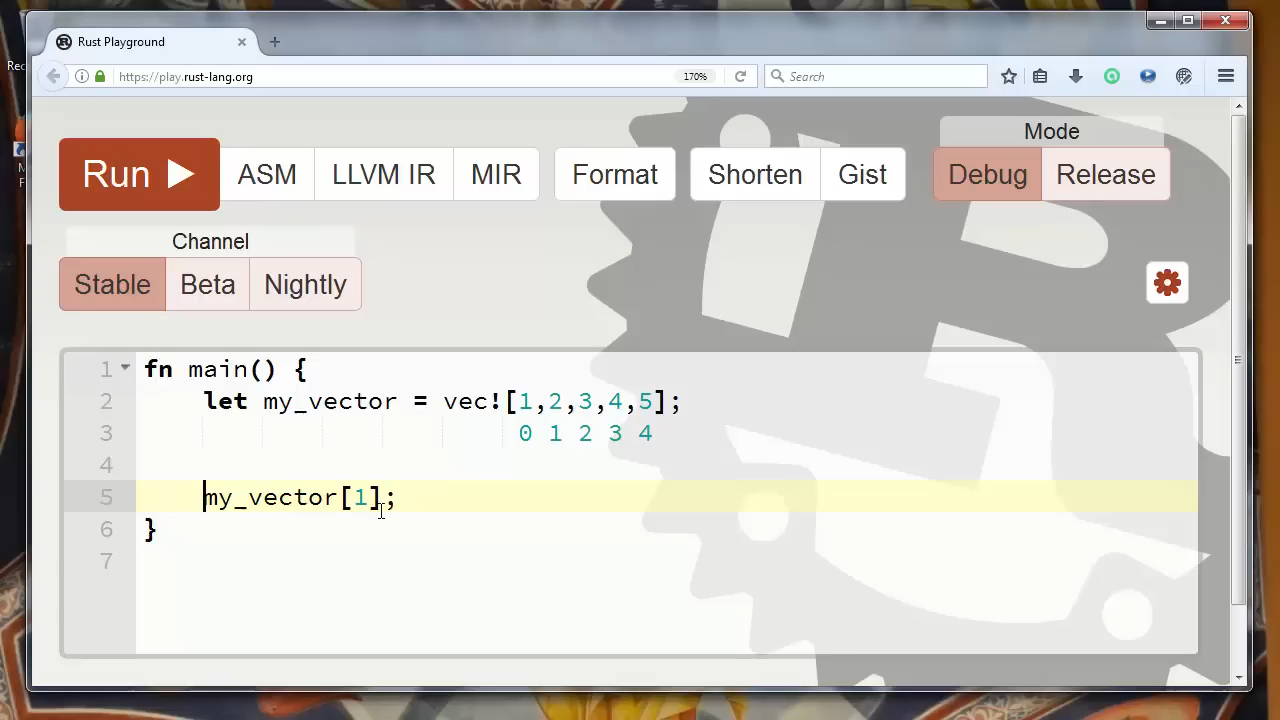 Rust Playground
https://play.rust-lang.org
170%
Search
Rec
M
F
Run
ASM
LLVM IR
MIR
Format
Shorten
Gist
Mode
Debug
Release
Channel
Stable
Beta
Nightly
1 fn main() {
2 let my_vector = vec![1,2,3,4,5];
3 0 1 2 3 4
4
5 my_vector[1];
6 }
7